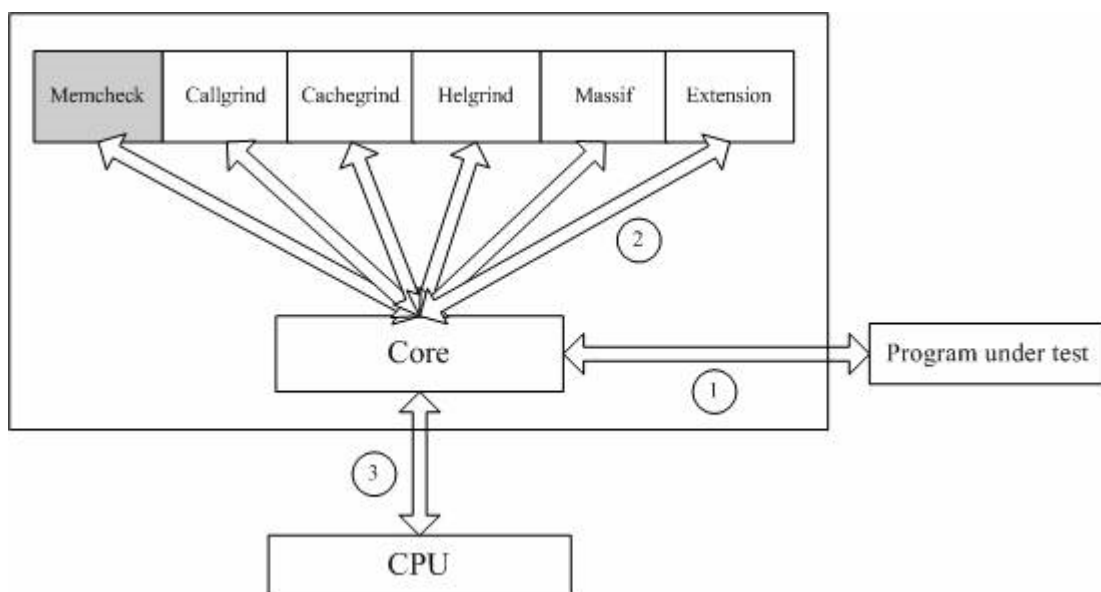 Memcheck Callgrind Cachegrind Helgrind Massif Extension
2
Core
Program under test
1
3
CPU